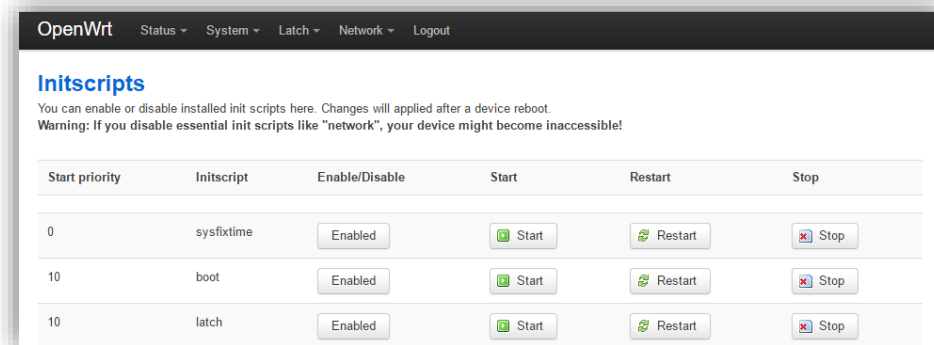 OpenWrt Status System Latch Network Logout
Initscripts
You can enable or disable installed init scripts here. Changes will applied after a device reboot.
Warning: If you disable essential init scripts like "network", your device might become inaccessible!
Start priority Initscript Enable/Disable Start Restart Stop
0 sysfixtime Enabled Start Restart Stop
10 boot Enabled Start Restart Stop
10 latch Enabled Start Restart Stop